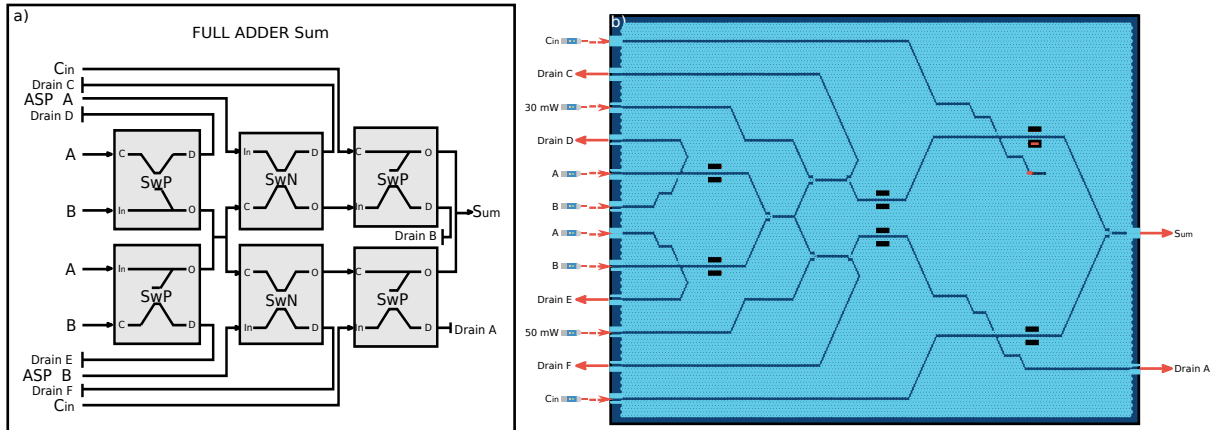 a)
FULL ADDER Sum
Cin
Drain C
ASP A
Drain D
A
B
A
B
Drain E
ASP B
Drain F
Cin
C D
SwP
In O
In O
SwP
C D
In D
SwN
C O
C O
SwN
In D
C O
SwP
In D
C O
SwP
In D
Drain B
Sum
Drain A
b)
Cin
Drain C
30 mW
Drain D
A
B
A
B
Drain E
50 mW
Drain F
Cin
Sum
Drain A